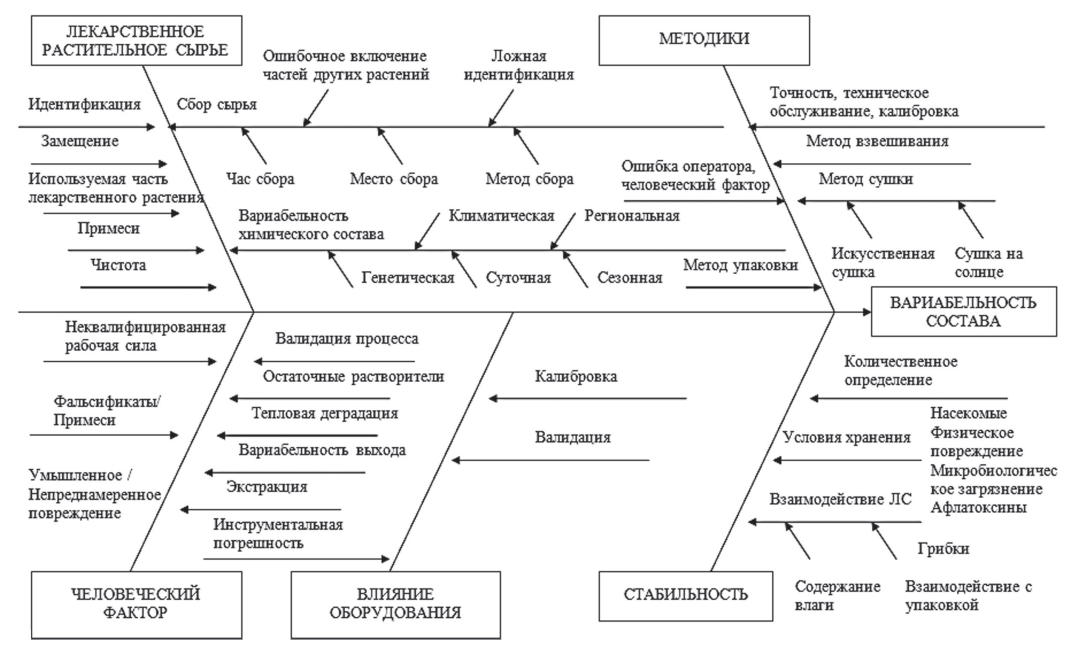 ЛЕКАРСТВЕННОЕ
РАСТИТЕЛЬНОЕ СЫРЬЕ
МЕТОДИКИ
Ошибочное включение
частей других растений
Ложная
идентификация
Идентификация
Сбор сырья
Точность, техническое
обслуживание, калибровка
Замещение
Метод взвешивания
Час сбора
Место сбора
Метод сбора
Ошибка оператора,
человеческий фактор
Метод сушки
Используемая часть
лекарственного растения
Вариабельность
химического состава
Климатическая
Региональная
Примеси
Искусственная
сушка
Сушка на
солнце
Чистота
Генетическая
Суточная
Сезонная
Метод упаковки
ВАРИАБЕЛЬНОСТЬ
СОСТАВА
Неквалифицированная
рабочая сила
Валидация процесса
Остаточные растворители
Калибровка
Количественное
определение
Фальсификаты/
Примеси
Тепловая деградация
Вариабельность выхода
Валидация
Условия хранения
Насекомые
Физическое
повреждение
Микробиологичес
кое загрязнение
Афлатоксины
Умышленное /
Непреднамеренное
повреждение
Экстракция
Взаимодействие ЛС
Инструментальная
погрешность
Грибки
Содержание
влаги
Взаимодействие с
упаковкой
ЧЕЛОВЕЧЕСКИЙ
ФАКТОР
ВЛИЯНИЕ
ОБОРУДОВАНИЯ
СТАБИЛЬНОСТЬ